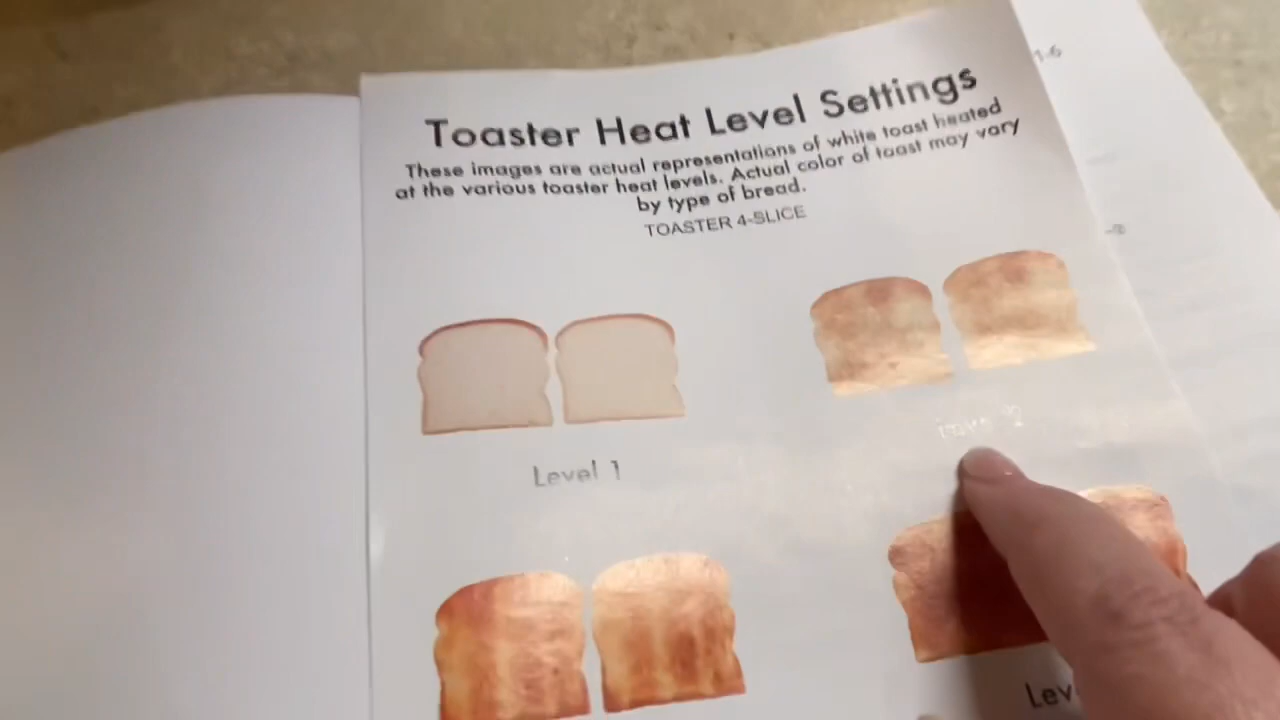 Toaster Heat Level Settings
These images are actual representations of white toast heated
at the various toaster heat levels. Actual color of toast may vary
by type of bread.
TOASTER 4-SLICE
Level 1